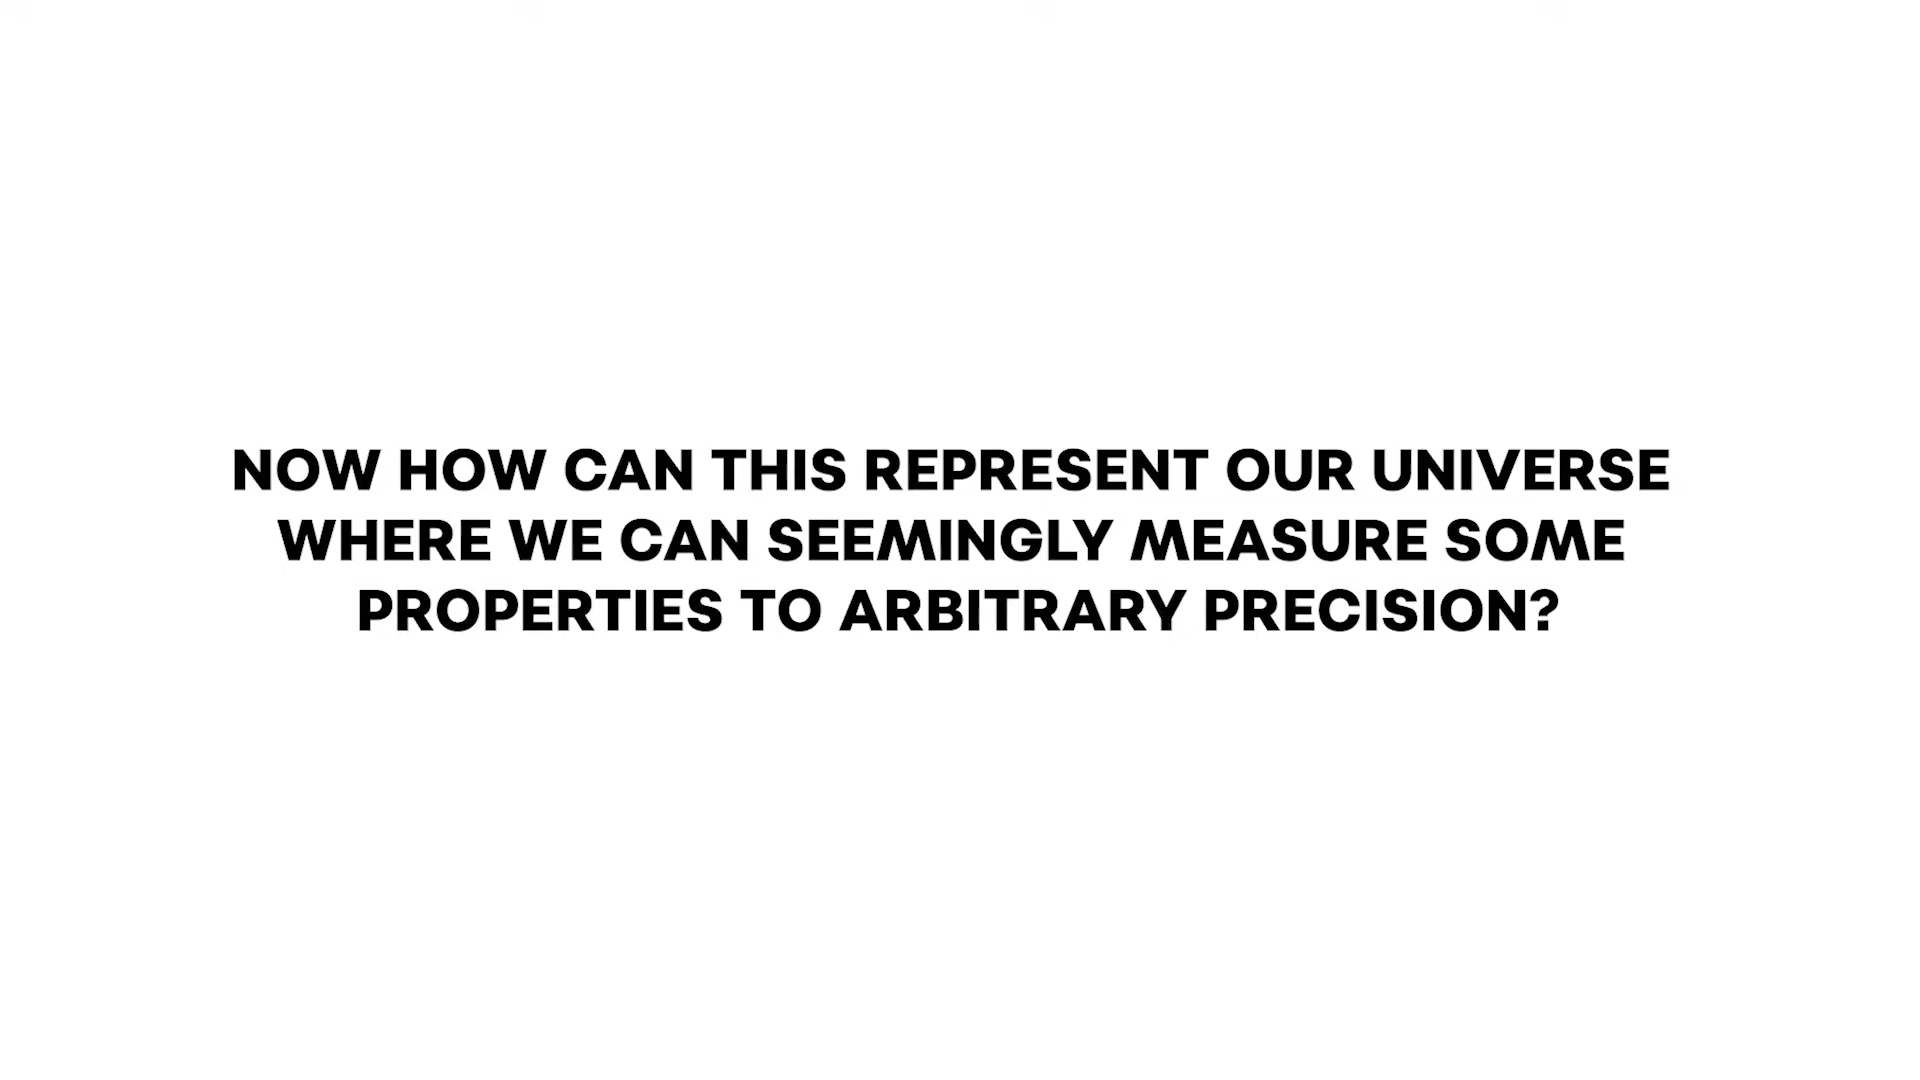 NOW HOW CAN THIS REPRESENT OUR UNIVERSE
WHERE WE CAN SEEMINGLY MEASURE SOME
PROPERTIES TO ARBITRARY PRECISION?